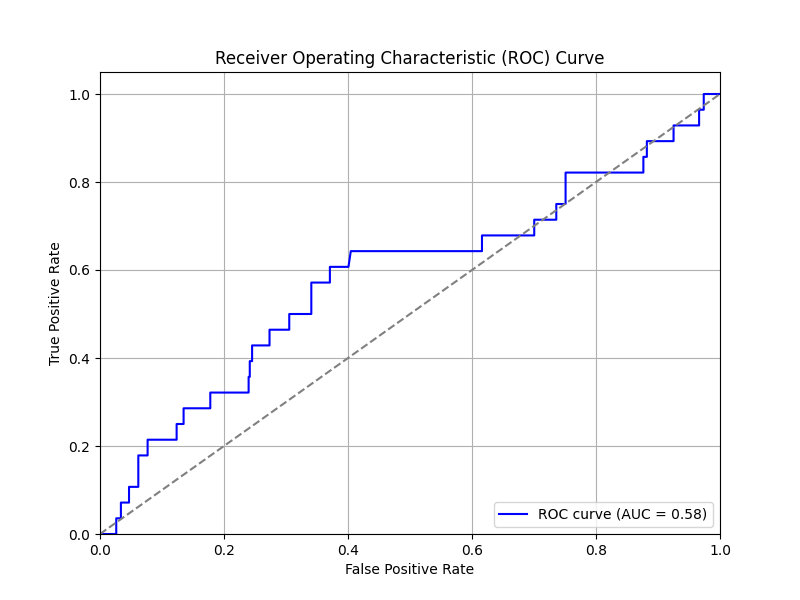 Receiver Operating Characteristic (ROC) Curve
1.0
0.8
0.6
0.4
0.2
0.0
True Positive Rate
ROC curve (AUC = 0.58)
0.0 0.2 0.4 0.6 0.8 1.0
False Positive Rate